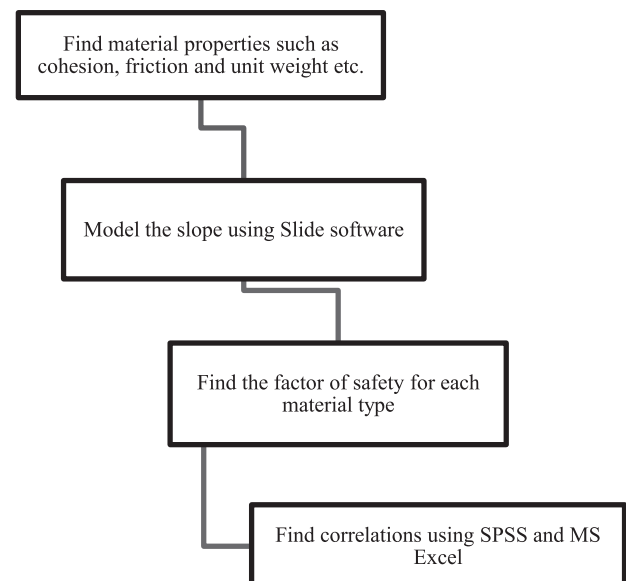 Find material properties such as
cohesion, friction and unit weight etc.
Model the slope using Slide software
Find the factor of safety for each
material type
Find correlations using SPSS and MS
Excel